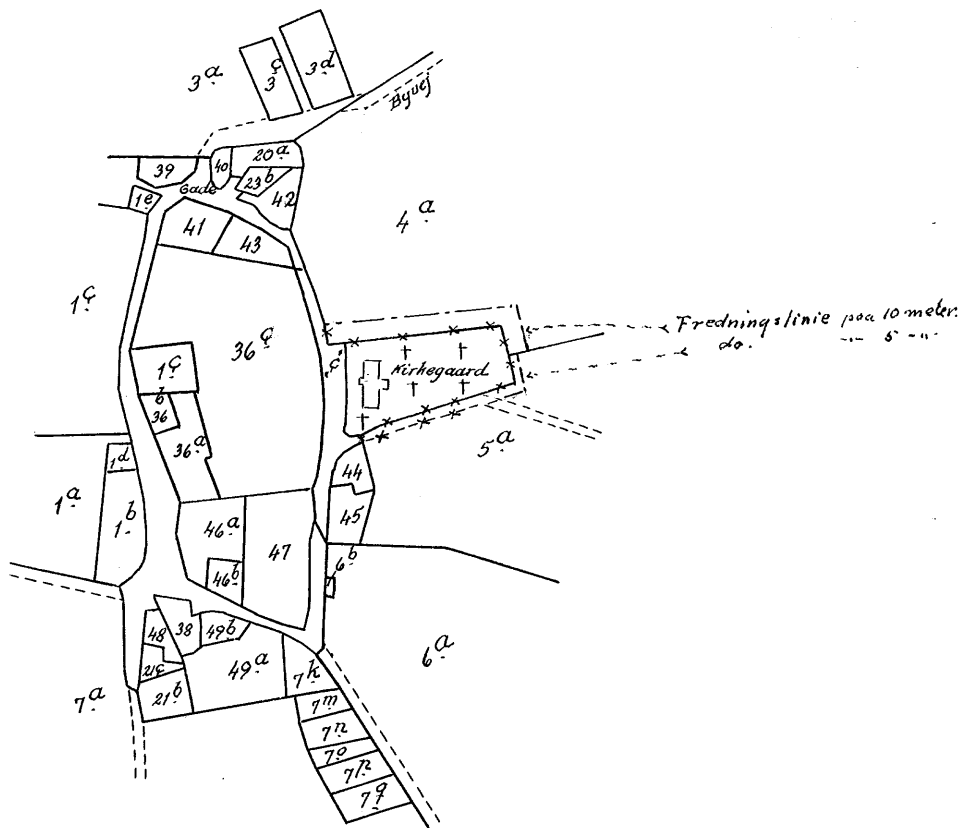 3a
3c
3d
Byvej
39
40
20a
Gade
23b
42
1e
41
43
4a
1c
36c
Fredningslinie paa 10 meter.
do. -"- 5 -"-
"c"
Kirkegaard
1c
36b
36a
5a
1d
1a
1b
44
45
46a
47
46b
6b
48
38
49b
49a
6a
7k
21c
21b
7a
7m
7n
7o
7p
7q